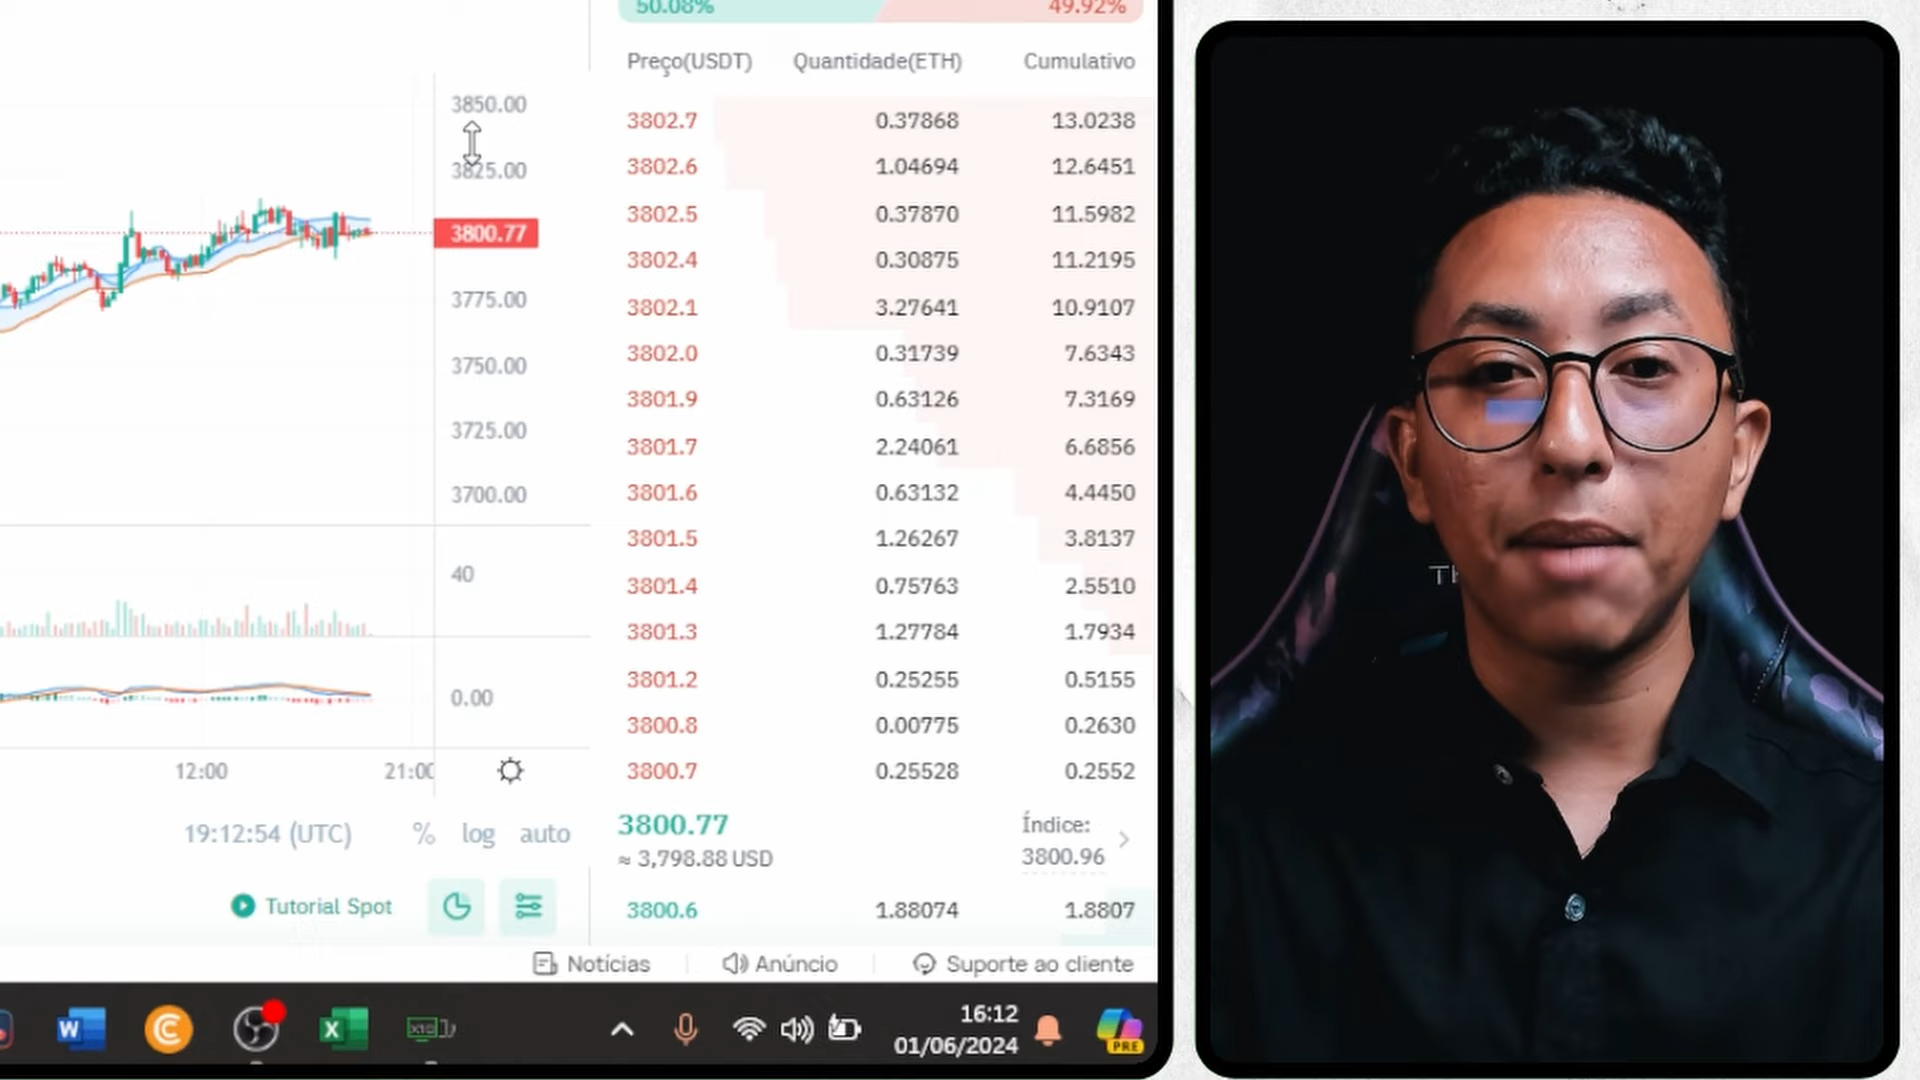 50.08% 49.92%
Preço(USDT) Quantidade(ETH) Cumulativo
3850.00
3825.00
3800.77
3775.00
3750.00
3725.00
3700.00
40
0.00
12:00 21:00
19:12:54 (UTC) % log auto
Tutorial Spot
3802.7 0.37868 13.0238
3802.6 1.04694 12.6451
3802.5 0.37870 11.5982
3802.4 0.30875 11.2195
3802.1 3.27641 10.9107
3802.0 0.31739 7.6343
3801.9 0.63126 7.3169
3801.7 2.24061 6.6856
3801.6 0.63132 4.4450
3801.5 1.26267 3.8137
3801.4 0.75763 2.5510
3801.3 1.27784 1.7934
3801.2 0.25255 0.5155
3800.8 0.00775 0.2630
3800.7 0.25528 0.2552
3800.77 Índice:
≈ 3,798.88 USD 3800.96
3800.6 1.88074 1.8807
Notícias Anúncio Suporte ao cliente
W C X 16:12
01/06/2024
PRE